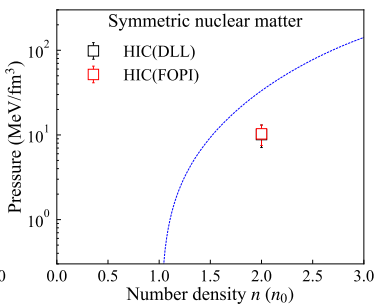 Symmetric nuclear matter
HIC(DLL)
HIC(FOPI)
Pressure (MeV/fm³)
10²
10¹
10⁰
0
0.0 0.5 1.0 1.5 2.0 2.5 3.0
Number density n (n₀)